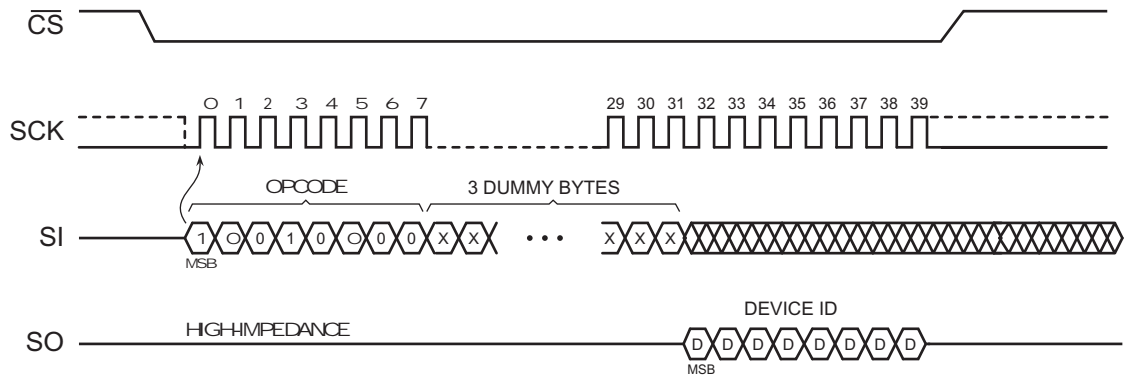 CS
SCK 0 1 2 3 4 5 6 7 29 30 31 32 33 34 35 36 37 38 39
OPCODE 3 DUMMY BYTES
SI 1 0 0 1 0 0 0 0 X X • • • X X X
MSB
DEVICE ID
HIGH-IMPEDANCE
SO D D D D D D D D
MSB